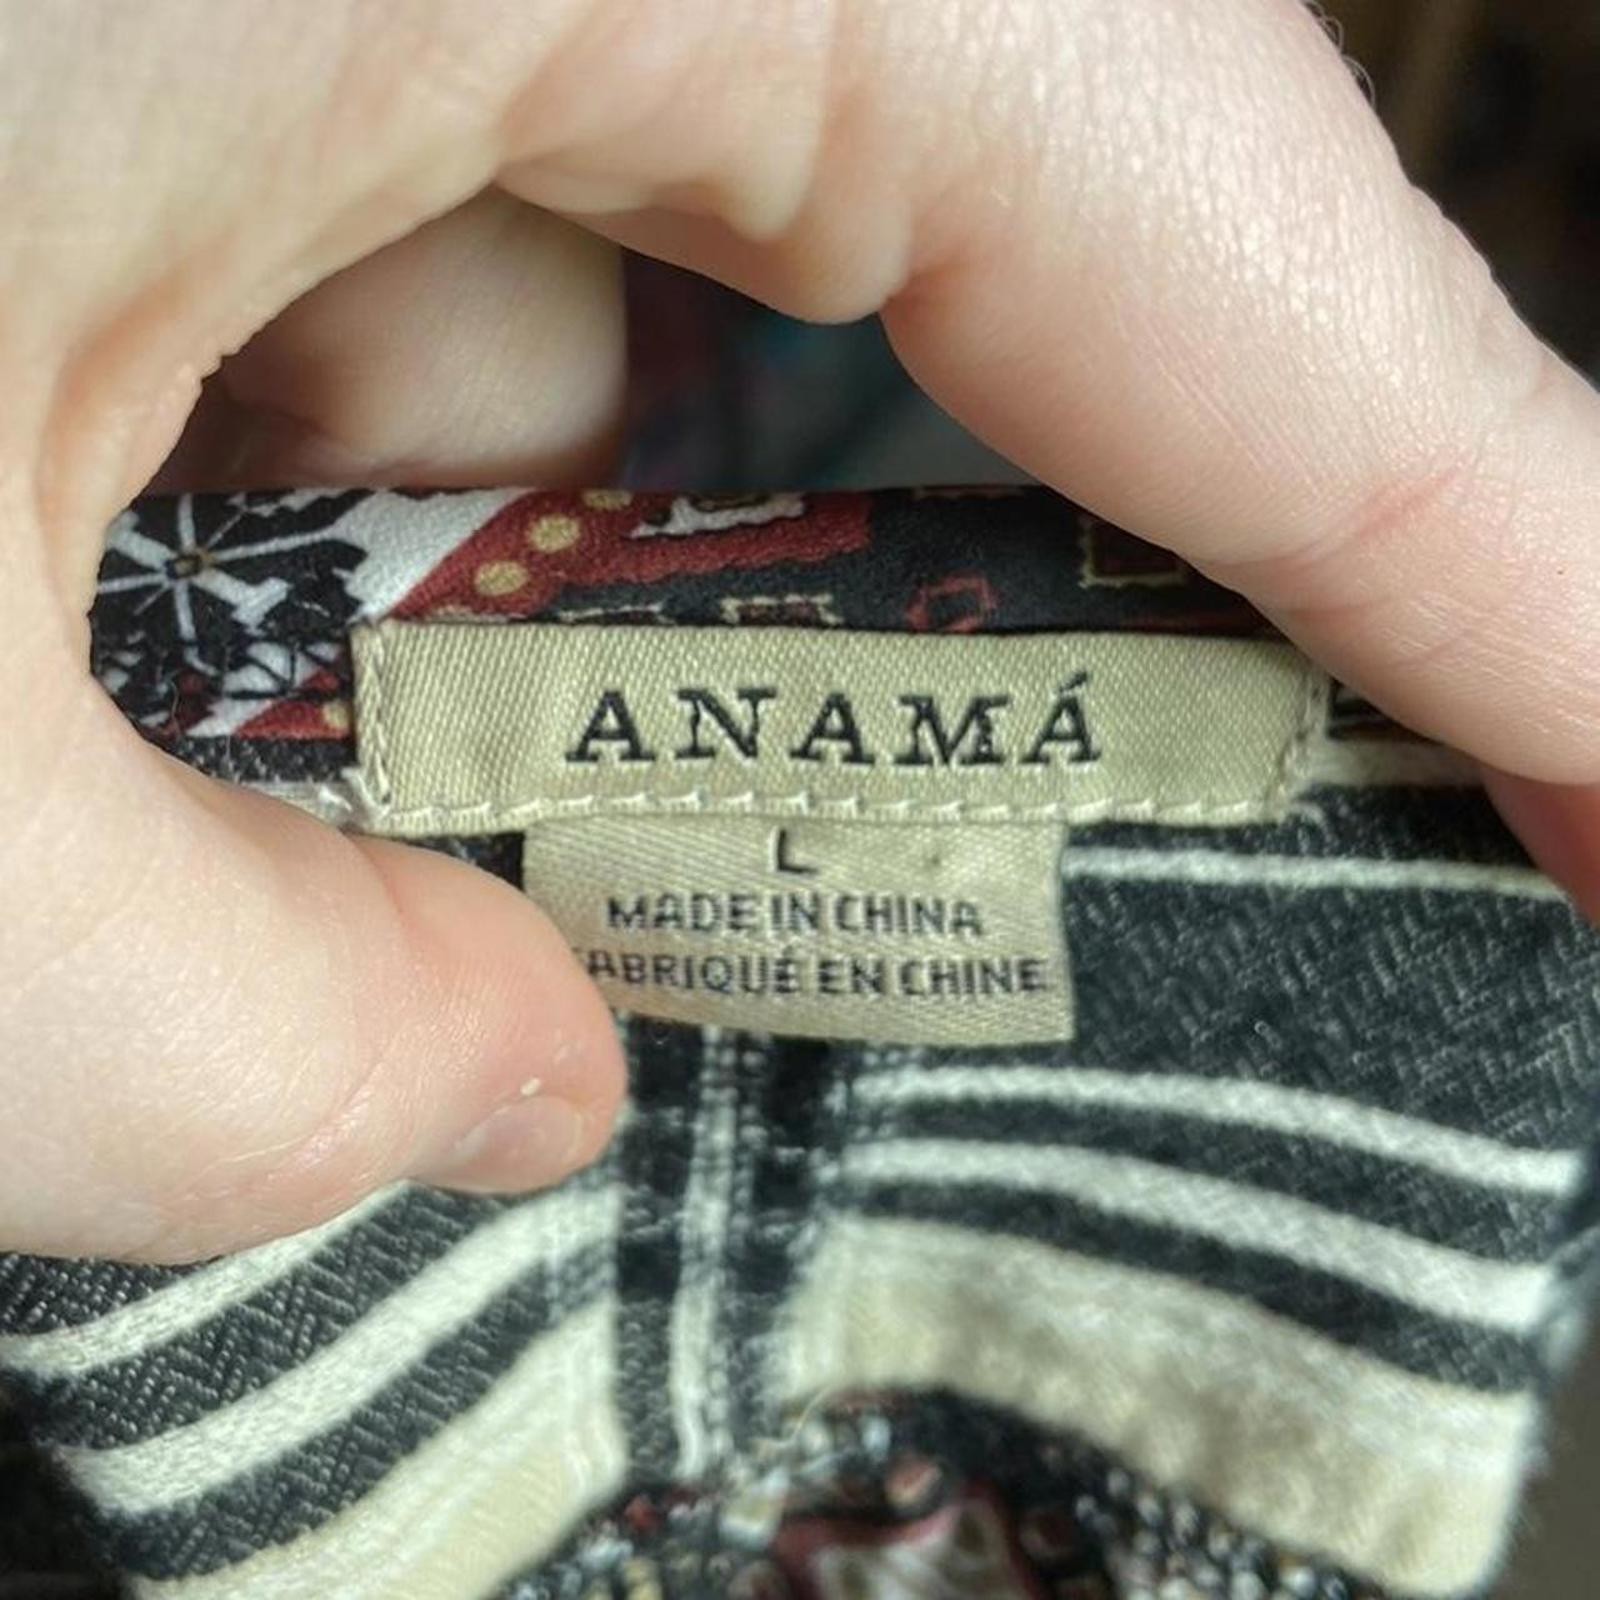 ANAMÁ
L
MADE IN CHINA
FABRIQUÉ EN CHINE